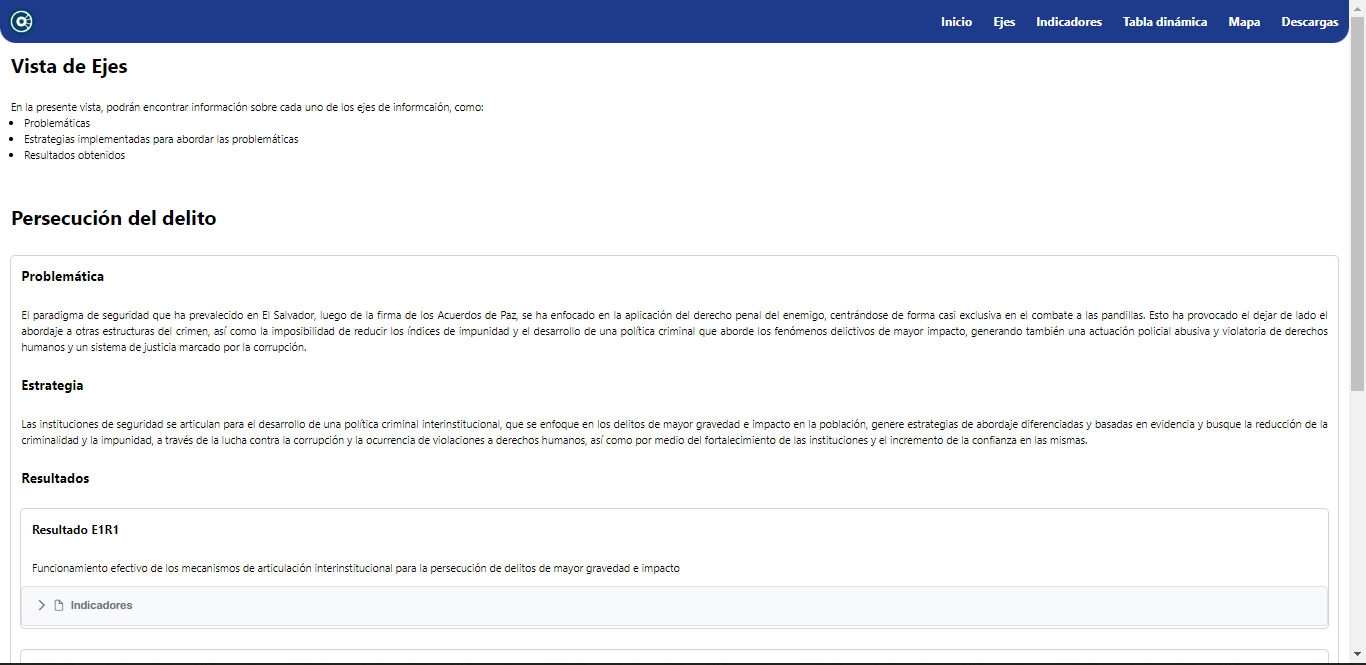 Inicio Ejes Indicadores Tabla dinámica Mapa Descargas
Vista de Ejes
En la presente vista, podrán encontrar información sobre cada uno de los ejes de informcaión, como:
Problemáticas
Estrategias implementadas para abordar las problemáticas
Resultados obtenidos
Persecución del delito
Problemática
El paradigma de seguridad que ha prevalecido en El Salvador, luego de la firma de los Acuerdos de Paz, se ha enfocado en la aplicación del derecho penal del enemigo, centrándose de forma casi exclusiva en el combate a las pandillas. Esto ha provocado el dejar de lado el
abordaje a otras estructuras del crimen, así como la imposibilidad de reducir los índices de impunidad y el desarrollo de una política criminal que aborde los fenómenos delictivos de mayor impacto, generando también una actuación policial abusiva y violatoria de derechos
humanos y un sistema de justicia marcado por la corrupción.
Estrategia
Las instituciones de seguridad se articulan para el desarrollo de una política criminal interinstitucional, que se enfoque en los delitos de mayor gravedad e impacto en la población, genere estrategias de abordaje diferenciadas y basadas en evidencia y busque la reducción de la
criminalidad y la impunidad, a través de la lucha contra la corrupción y la ocurrencia de violaciones a derechos humanos, así como por medio del fortalecimiento de las instituciones y el incremento de la confianza en las mismas.
Resultados
Resultado E1R1
Funcionamiento efectivo de los mecanismos de articulación interinstitucional para la persecución de delitos de mayor gravedad e impacto
Indicadores